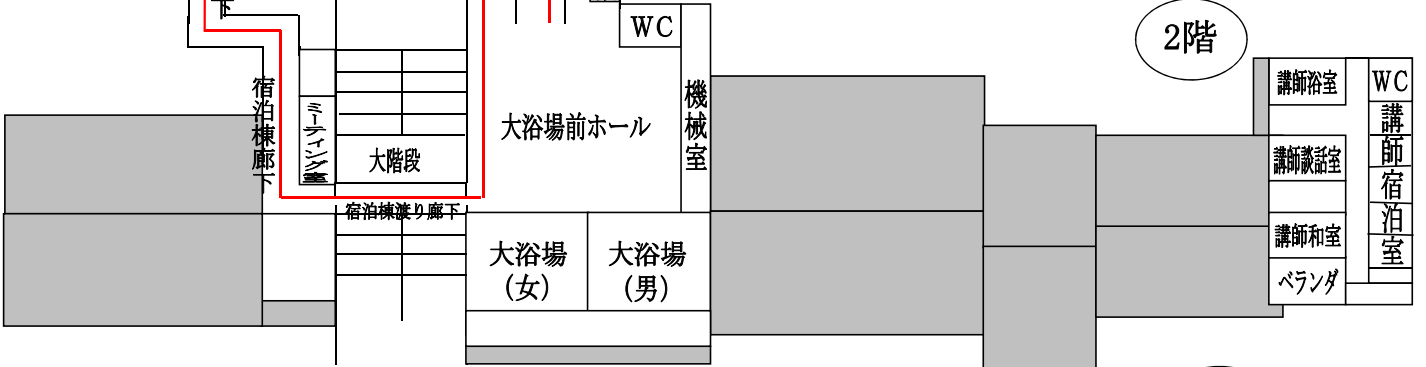 下
宿泊棟廊下
ミーティング室
大階段
宿泊棟渡り廊下
WC
機械室
大浴場前ホール
大浴場
(女)
大浴場
(男)
2階
講師浴室
WC
講師談話室
講師宿泊室
講師和室
ベランダ